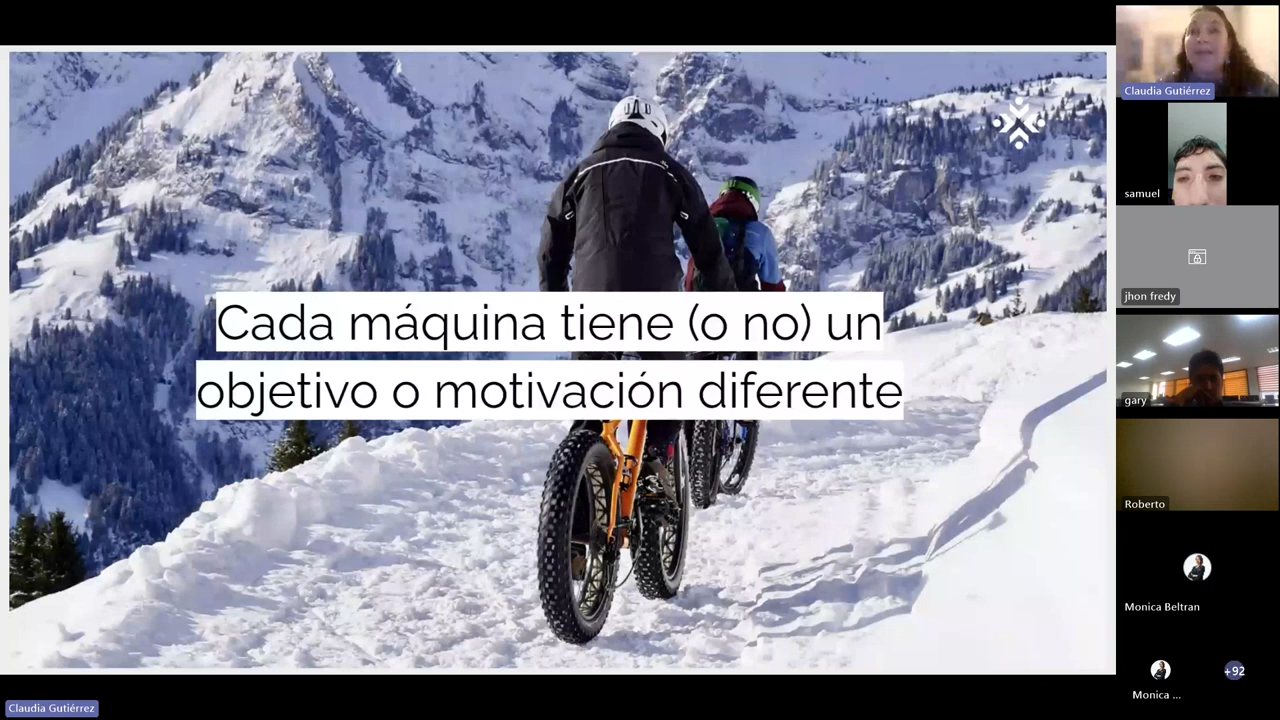 Cada máquina tiene (o no) un
objetivo o motivación diferente
Claudia Gutiérrez
samuel
jhon fredy
gary
Roberto
Monica Beltran
Monica ...
+92
Claudia Gutiérrez